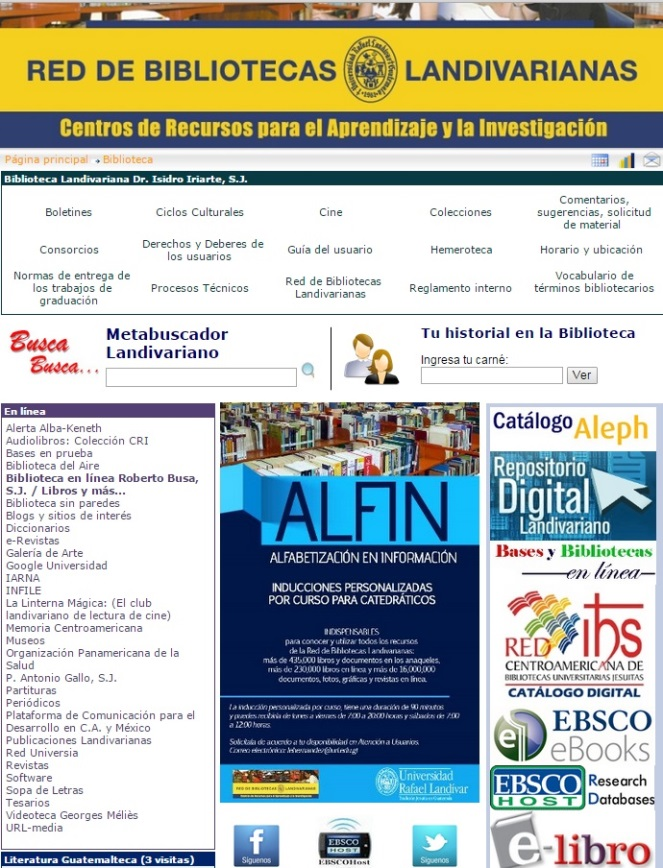 RED DE BIBLIOTECAS LANDIVARIANAS
Centros de Recursos para el Aprendizaje y la Investigación
Página principal Biblioteca
Biblioteca Landivariana Dr. Isidro Iriarte, S.J.
Boletines
Ciclos Culturales
Cine
Colecciones
Comentarios,
sugerencias, solicitud
de material
Consorcios
Derechos y Deberes de
los usuarios
Guía del usuario
Hemeroteca
Horario y ubicación
Normas de entrega de
los trabajos de
graduación
Procesos Técnicos
Red de Bibliotecas
Landivarianas
Reglamento interno
Vocabulario de
términos bibliotecarios
Busca
Busca...
Metabuscador
Landivariano
Tu historial en la Biblioteca
Ingresa tu carné:
Ver
En línea
Alerta Alba-Keneth
Audiolibros: Colección CRI
Bases en prueba
Biblioteca del Aire
Biblioteca en línea Roberto Busa,
S.J. / Libros y más...
Biblioteca sin paredes
Blogs y sitios de interés
Diccionarios
e-Revistas
Galería de Arte
Google Universidad
IARNA
INFILE
La Linterna Mágica: (El club
landivariano de lectura de cine)
Memoria Centroamericana
Museos
Organización Panamericana de la
Salud
P. Antonio Gallo, S.J.
Partituras
Periódicos
Plataforma de Comunicación para el
Desarrollo en C.A. y México
Publicaciones Landivarianas
Red Universia
Revistas
Software
Sopa de Letras
Tesarios
Videoteca Georges Méliès
URL-media
Literatura Guatemalteca (3 visitas)
ALFIN
ALFABETIZACIÓN EN INFORMACIÓN
INDUCCIONES PERSONALIZADAS
POR CURSO PARA CATEDRÁTICOS
INDISPENSABLES
para conocer y utilizar todos los recursos
de la Red de Bibliotecas Landivarianas:
más de 435,000 libros y documentos en los anaqueles,
más de 230,000 libros en línea y más de 16,000,000
documentos, fotos, gráficas y revistas en línea.
La inducción personalizada por curso, tiene una duración de 90 minutos
y puedes recibirla de lunes a viernes de 7:00 a 20:00 horas y sábados de 7:00
a 12:00 horas.
Solicítala de acuerdo a tu disponibilidad en Atención a Usuarios.
Correo electrónico:
RED DE BIBLIOTECAS LANDIVARIANAS
Universidad
Rafael Landívar
Síguenos
EBSCO
HOST
EBSCOHost
Síguenos
Catálogo Aleph
Repositorio
Digital
Landivariano
Bases y Bibliotecas
en línea
RED ihs
CENTROAMERICANA DE
BIBLIOTECAS UNIVERSITARIAS JESUITAS
CATÁLOGO DIGITAL
e EBSCO
eBooks
EBSCO
HOST
Research
Databases
e-libro